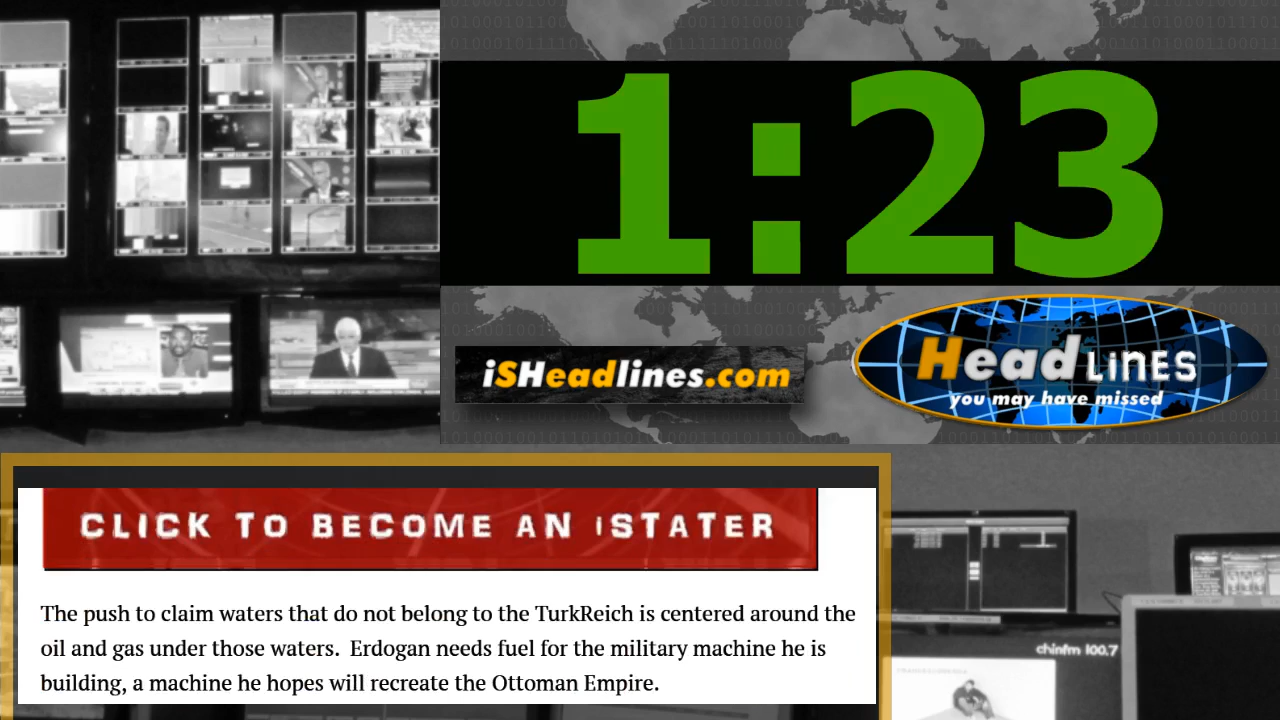 1:23
iSHeadlines.com
HeadLINES
you may have missed
CLICK TO BECOME AN iSTATER
The push to claim waters that do not belong to the TurkReich is centered around the
oil and gas under those waters.  Erdogan needs fuel for the military machine he is
building, a machine he hopes will recreate the Ottoman Empire.
chinfm 100.7